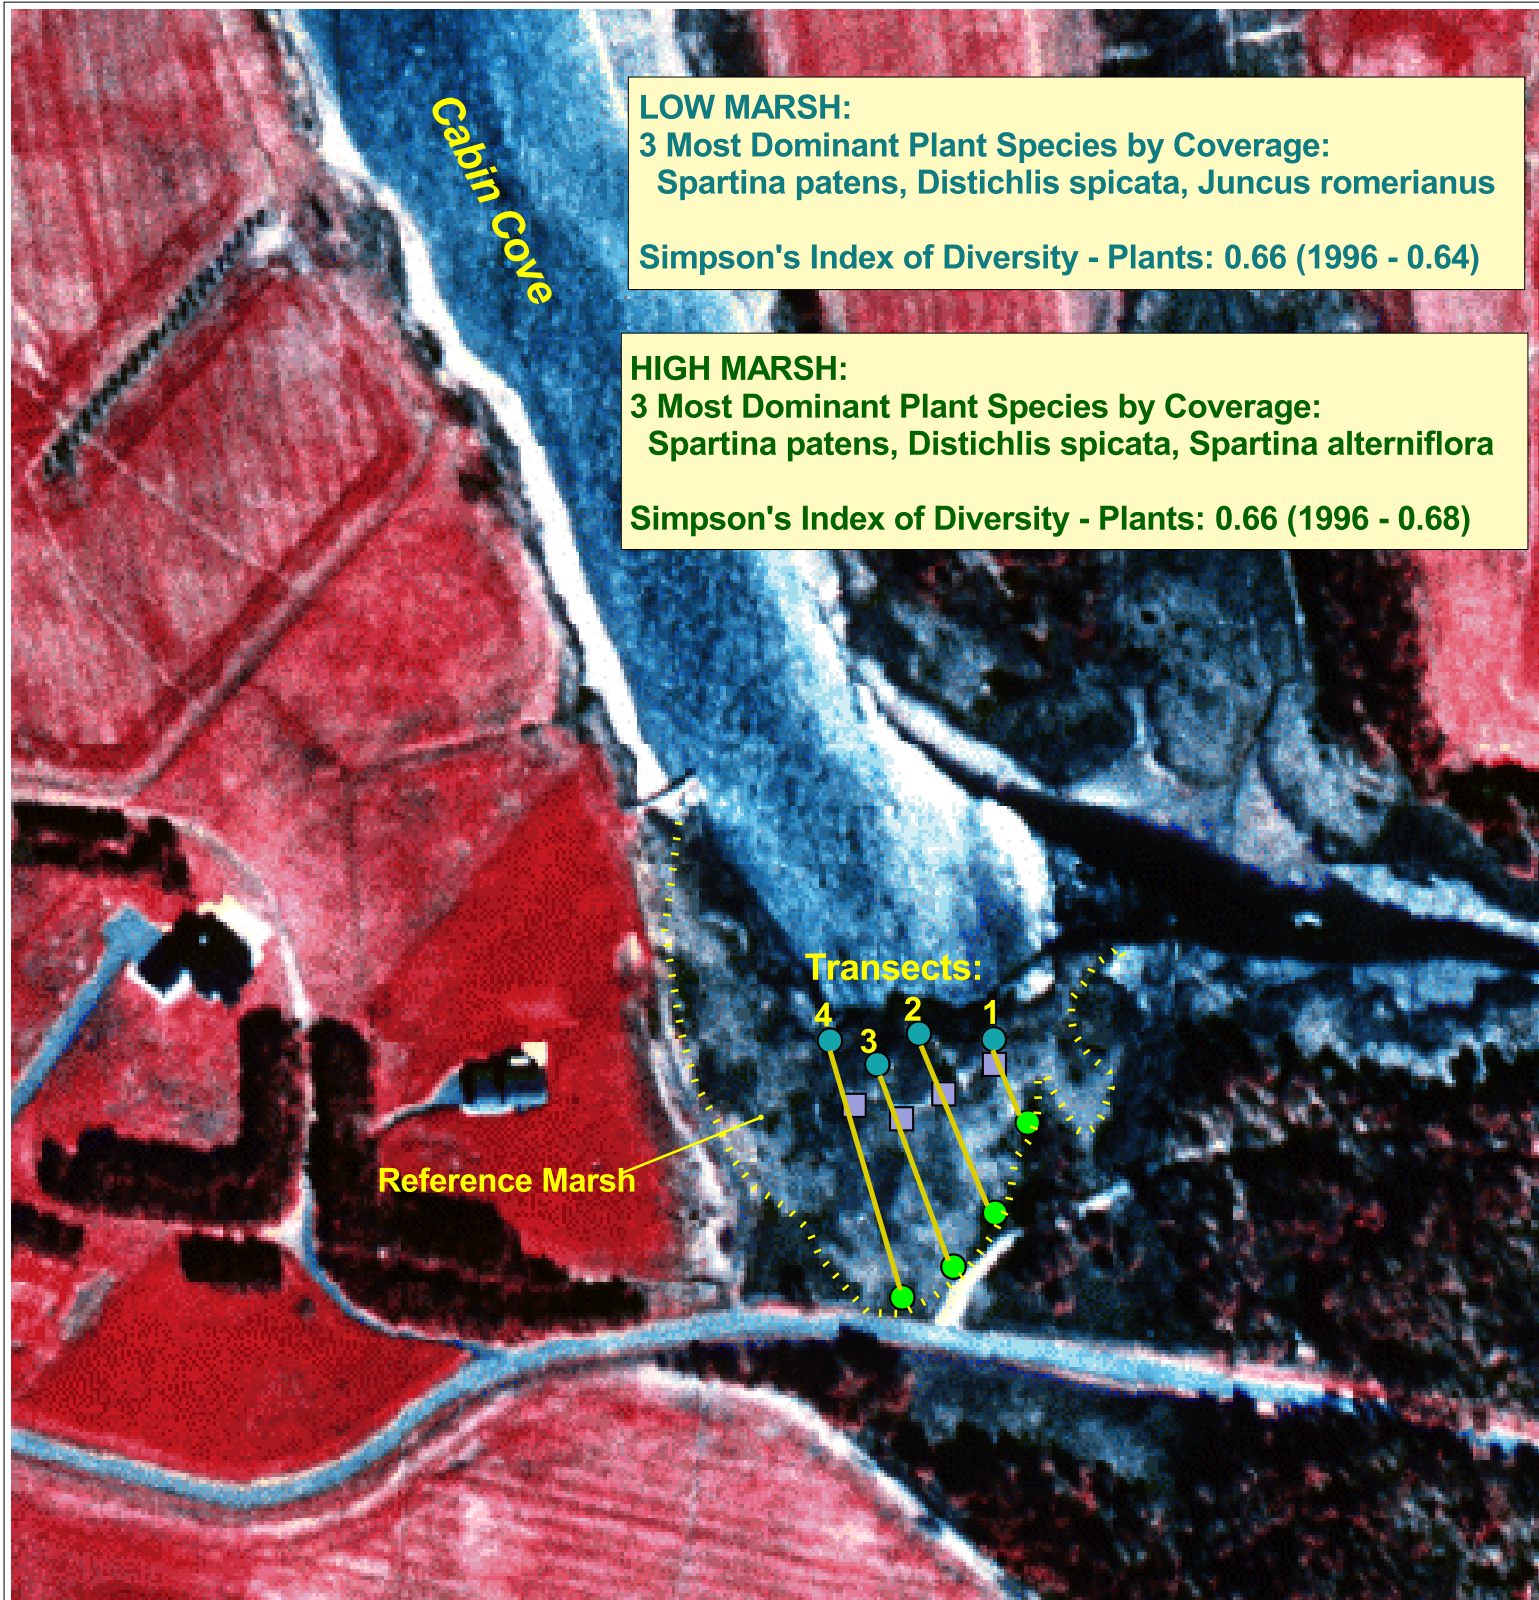 Cabin Cove
LOW MARSH:
3 Most Dominant Plant Species by Coverage:
Spartina patens, Distichlis spicata, Juncus romerianus
Simpson's Index of Diversity - Plants: 0.66 (1996 - 0.64)
HIGH MARSH:
3 Most Dominant Plant Species by Coverage:
Spartina patens, Distichlis spicata, Spartina alterniflora
Simpson's Index of Diversity - Plants: 0.66 (1996 - 0.68)
Transects:
4
3
2
1
Reference Marsh